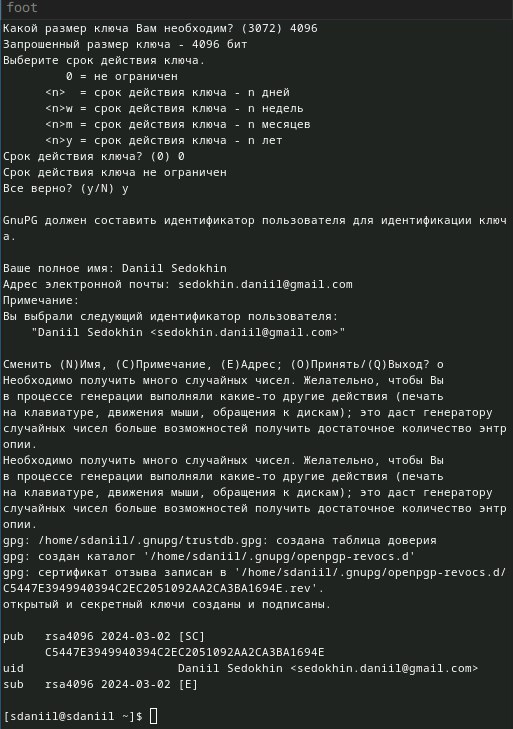 foot
Какой размер ключа Вам необходим? (3072) 4096
Запрошенный размер ключа - 4096 бит
Выберите срок действия ключа.
         0 = не ограничен
      <n>  = срок действия ключа - n дней
      <n>w = срок действия ключа - n недель
      <n>m = срок действия ключа - n месяцев
      <n>y = срок действия ключа - n лет
Срок действия ключа? (0) 0
Срок действия ключа не ограничен
Все верно? (y/N) y

GnuPG должен составить идентификатор пользователя для идентификации ключ
а.

Ваше полное имя: Daniil Sedokhin
Адрес электронной почты: sedokhin.daniil@gmail.com
Примечание:
Вы выбрали следующий идентификатор пользователя:
    "Daniil Sedokhin <sedokhin.daniil@gmail.com>"

Сменить (N)Имя, (C)Примечание, (E)Адрес; (O)Принять/(Q)Выход? o
Необходимо получить много случайных чисел. Желательно, чтобы Вы
в процессе генерации выполняли какие-то другие действия (печать
на клавиатуре, движения мыши, обращения к дискам); это даст генератору
случайных чисел больше возможностей получить достаточное количество энтр
опии.
Необходимо получить много случайных чисел. Желательно, чтобы Вы
в процессе генерации выполняли какие-то другие действия (печать
на клавиатуре, движения мыши, обращения к дискам); это даст генератору
случайных чисел больше возможностей получить достаточное количество энтр
опии.
gpg: /home/sdaniil/.gnupg/trustdb.gpg: создана таблица доверия
gpg: создан каталог '/home/sdaniil/.gnupg/openpgp-revocs.d'
gpg: сертификат отзыва записан в '/home/sdaniil/.gnupg/openpgp-revocs.d/
C5447E3949940394C2EC2051092AA2CA3BA1694E.rev'.
открытый и секретный ключи созданы и подписаны.

pub   rsa4096 2024-03-02 [SC]
      C5447E3949940394C2EC2051092AA2CA3BA1694E
uid                      Daniil Sedokhin <sedokhin.daniil@gmail.com>
sub   rsa4096 2024-03-02 [E]

[sdaniil@sdaniil ~]$